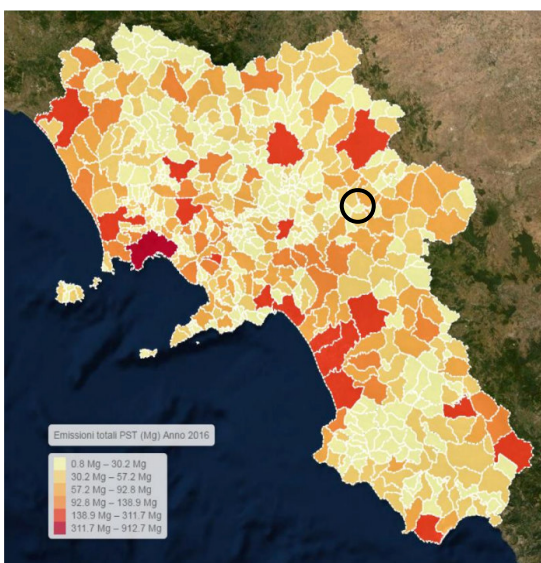 Emissioni totali PST (Mg) Anno 2016
0.8 Mg – 30.2 Mg
30.2 Mg – 57.2 Mg
57.2 Mg – 92.8 Mg
92.8 Mg – 138.9 Mg
138.9 Mg – 311.7 Mg
311.7 Mg – 912.7 Mg